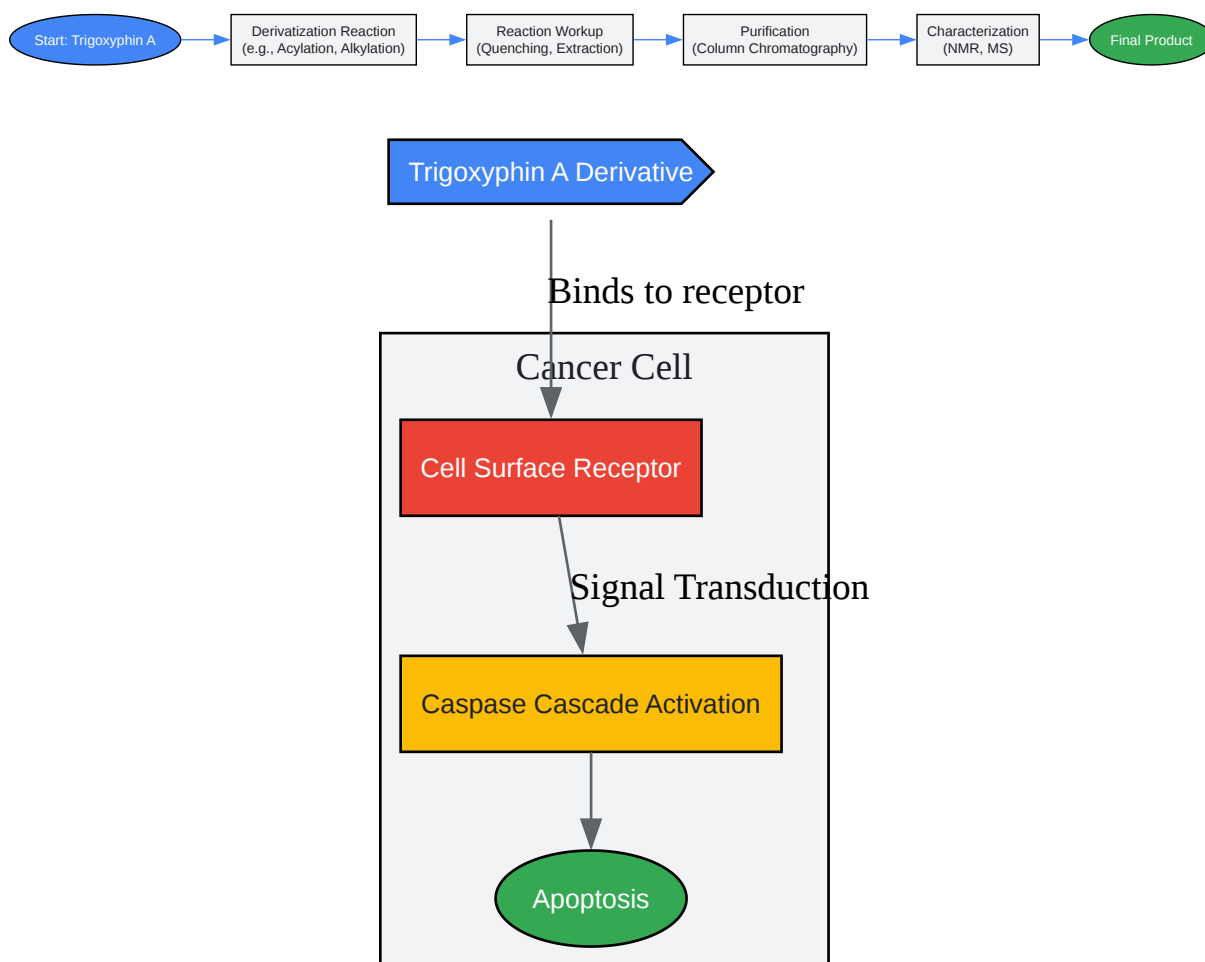 Start: Trigoxyphin A
Derivatization Reaction
(e.g., Acylation, Alkylation)
Reaction Workup
(Quenching, Extraction)
Purification
(Column Chromatography)
Characterization
(NMR, MS)
Final Product
Trigoxyphin A Derivative
Binds to receptor
Cancer Cell
Cell Surface Receptor
Signal Transduction
Caspase Cascade Activation
Apoptosis